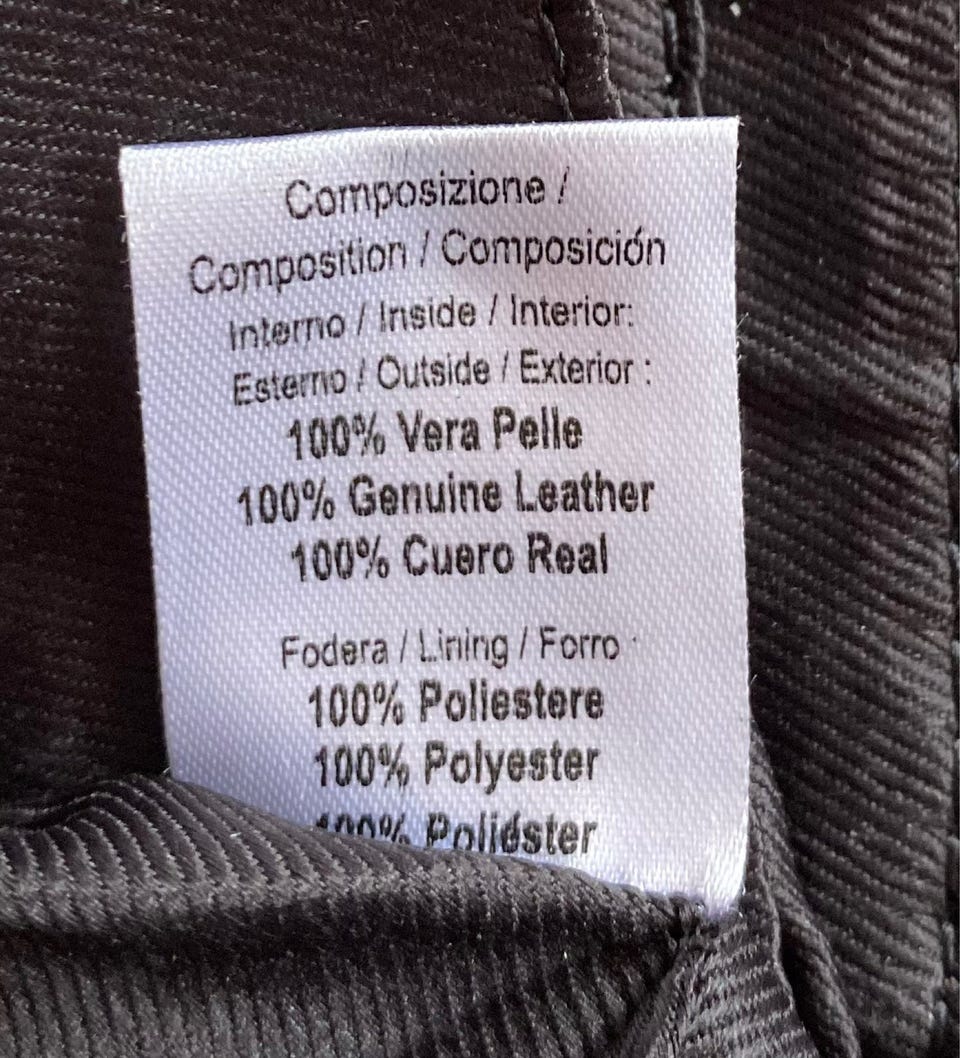 Composizione /
Composition / Composición
Interno / Inside / Interior:
Esterno / Outside / Exterior :
100% Vera Pelle
100% Genuine Leather
100% Cuero Real
Fodera / Lining / Forro :
100% Poliestere
100% Polyester
100% Poliéster